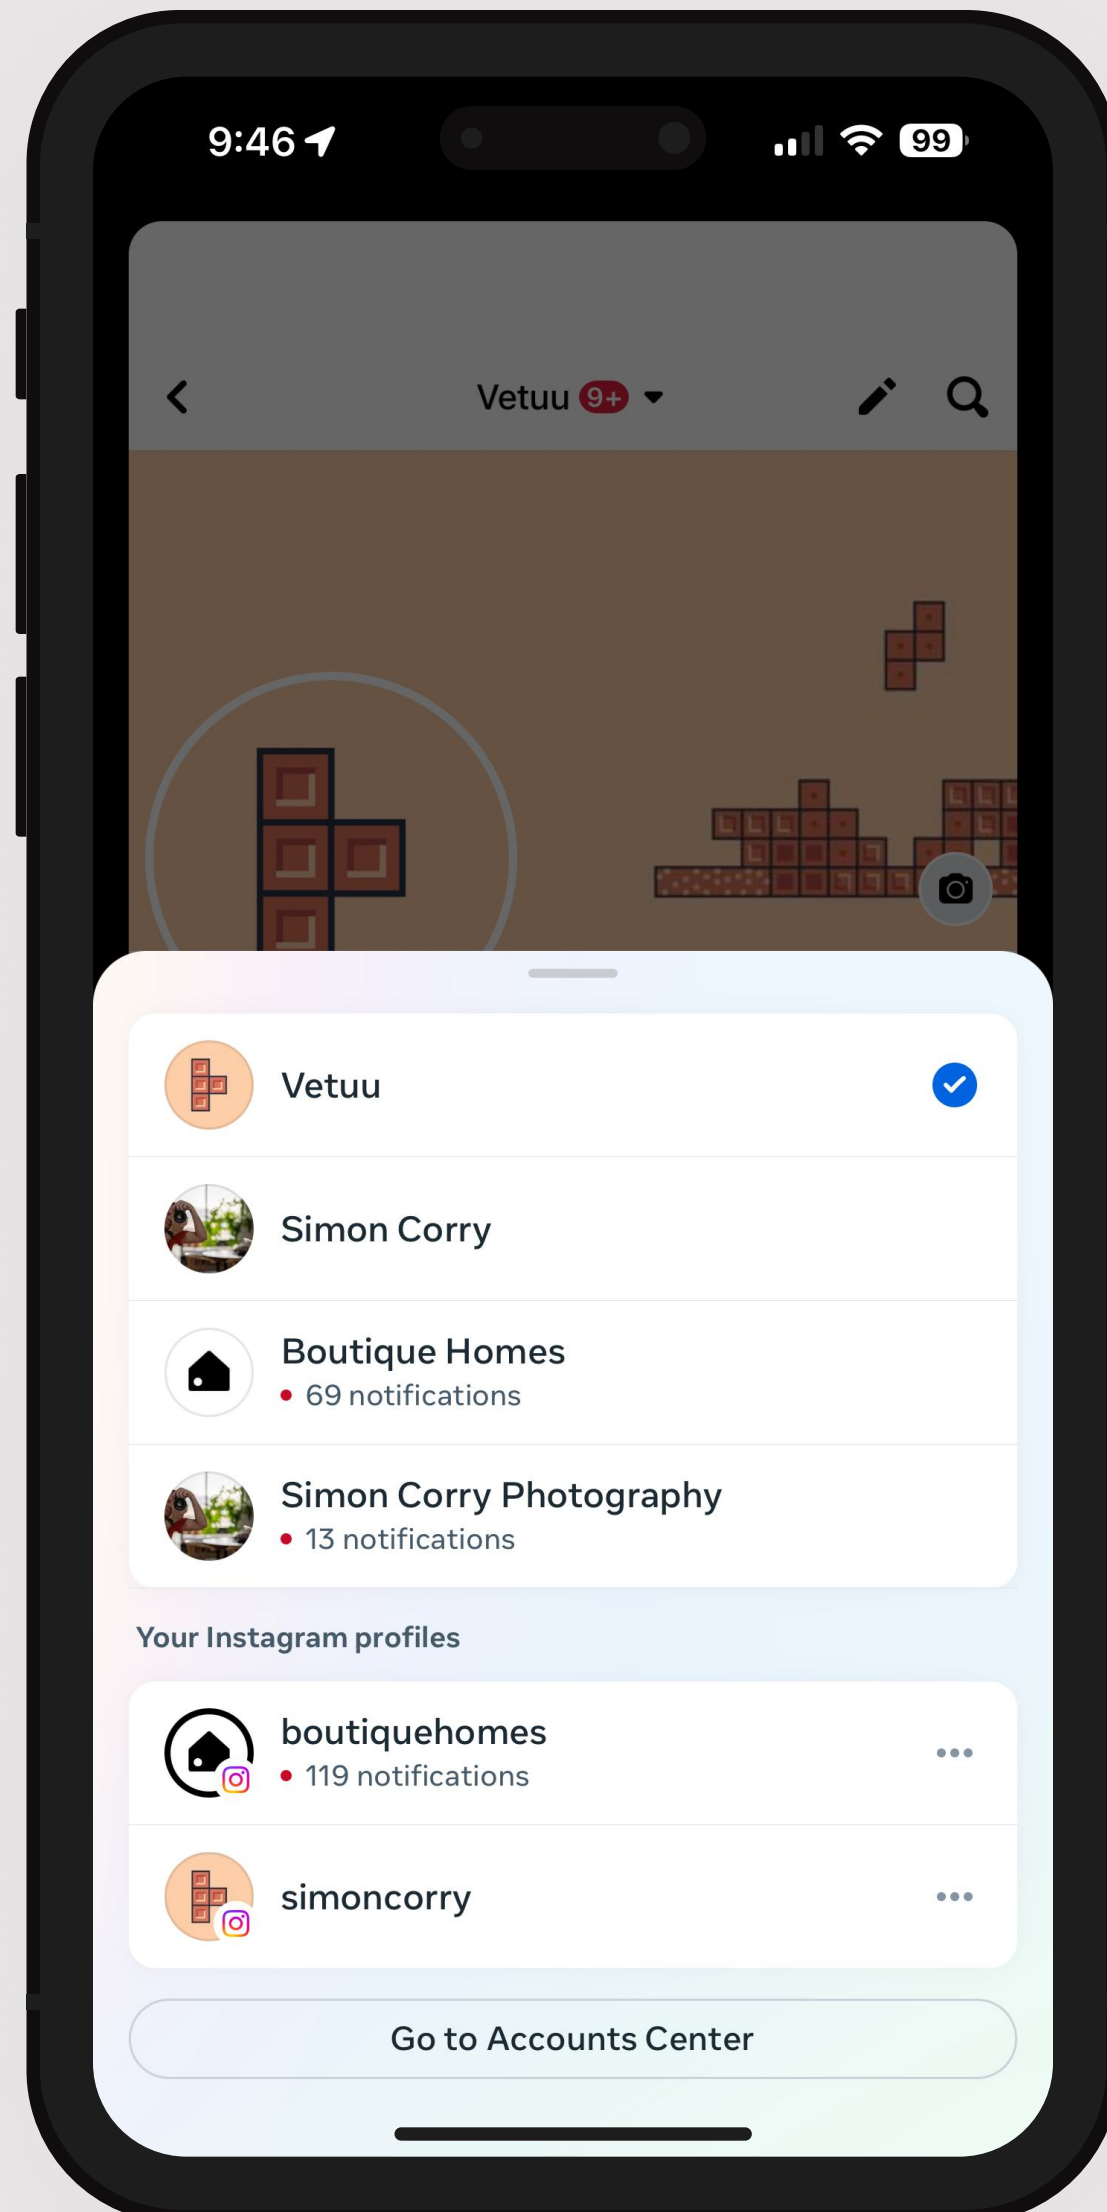 9:46
99
Vetuu 9+
Vetuu
Simon Corry
Boutique Homes
69 notifications
Simon Corry Photography
13 notifications
Your Instagram profiles
boutiquehomes
119 notifications
simoncorry
Go to Accounts Center